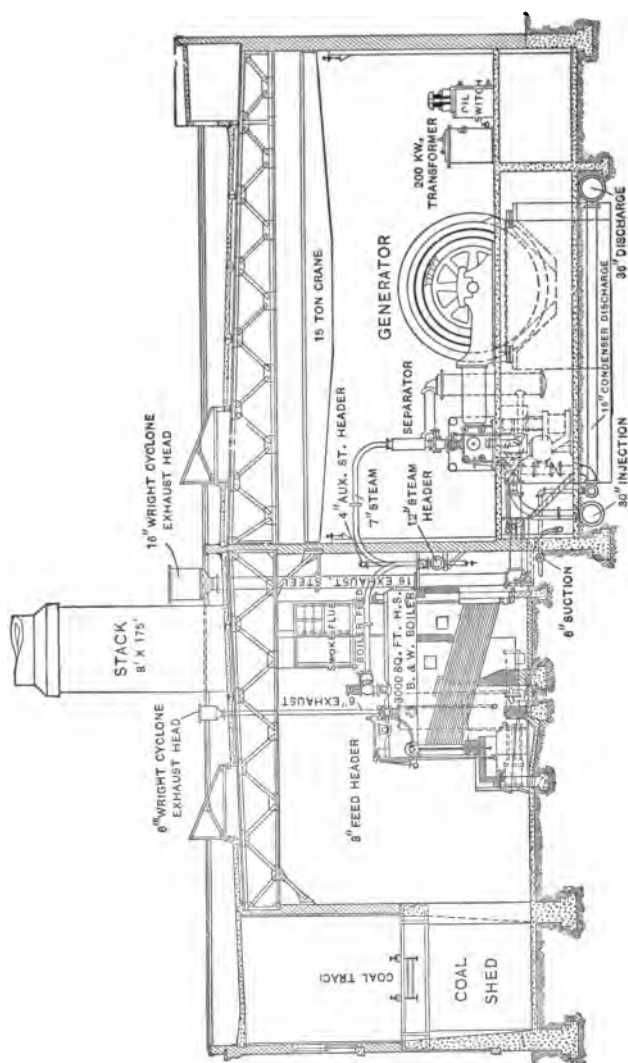 STACK
8' X 175'
16" WRIGHT CYCLONE
EXHAUST HEAD
6" WRIGHT CYCLONE
EXHAUST HEAD
15 TON CRANE
4" AUX. ST. HEADER
7" STEAM
12" STEAM
HEADER
SEPARATOR
GENERATOR
200 KW.
TRANSFORMER
OIL
SWITCH
16" EXHAUST, STEEL
SMOKE FLUE
BOILER FEED
6" EXHAUST
3000 SQ. FT. H.S.
B. & W. BOILER
8" FEED HEADER
COAL TRAC
COAL
SHED
6" SUCTION
30" INJECTION
16" CONDENSER DISCHARGE
36" DISCHARGE